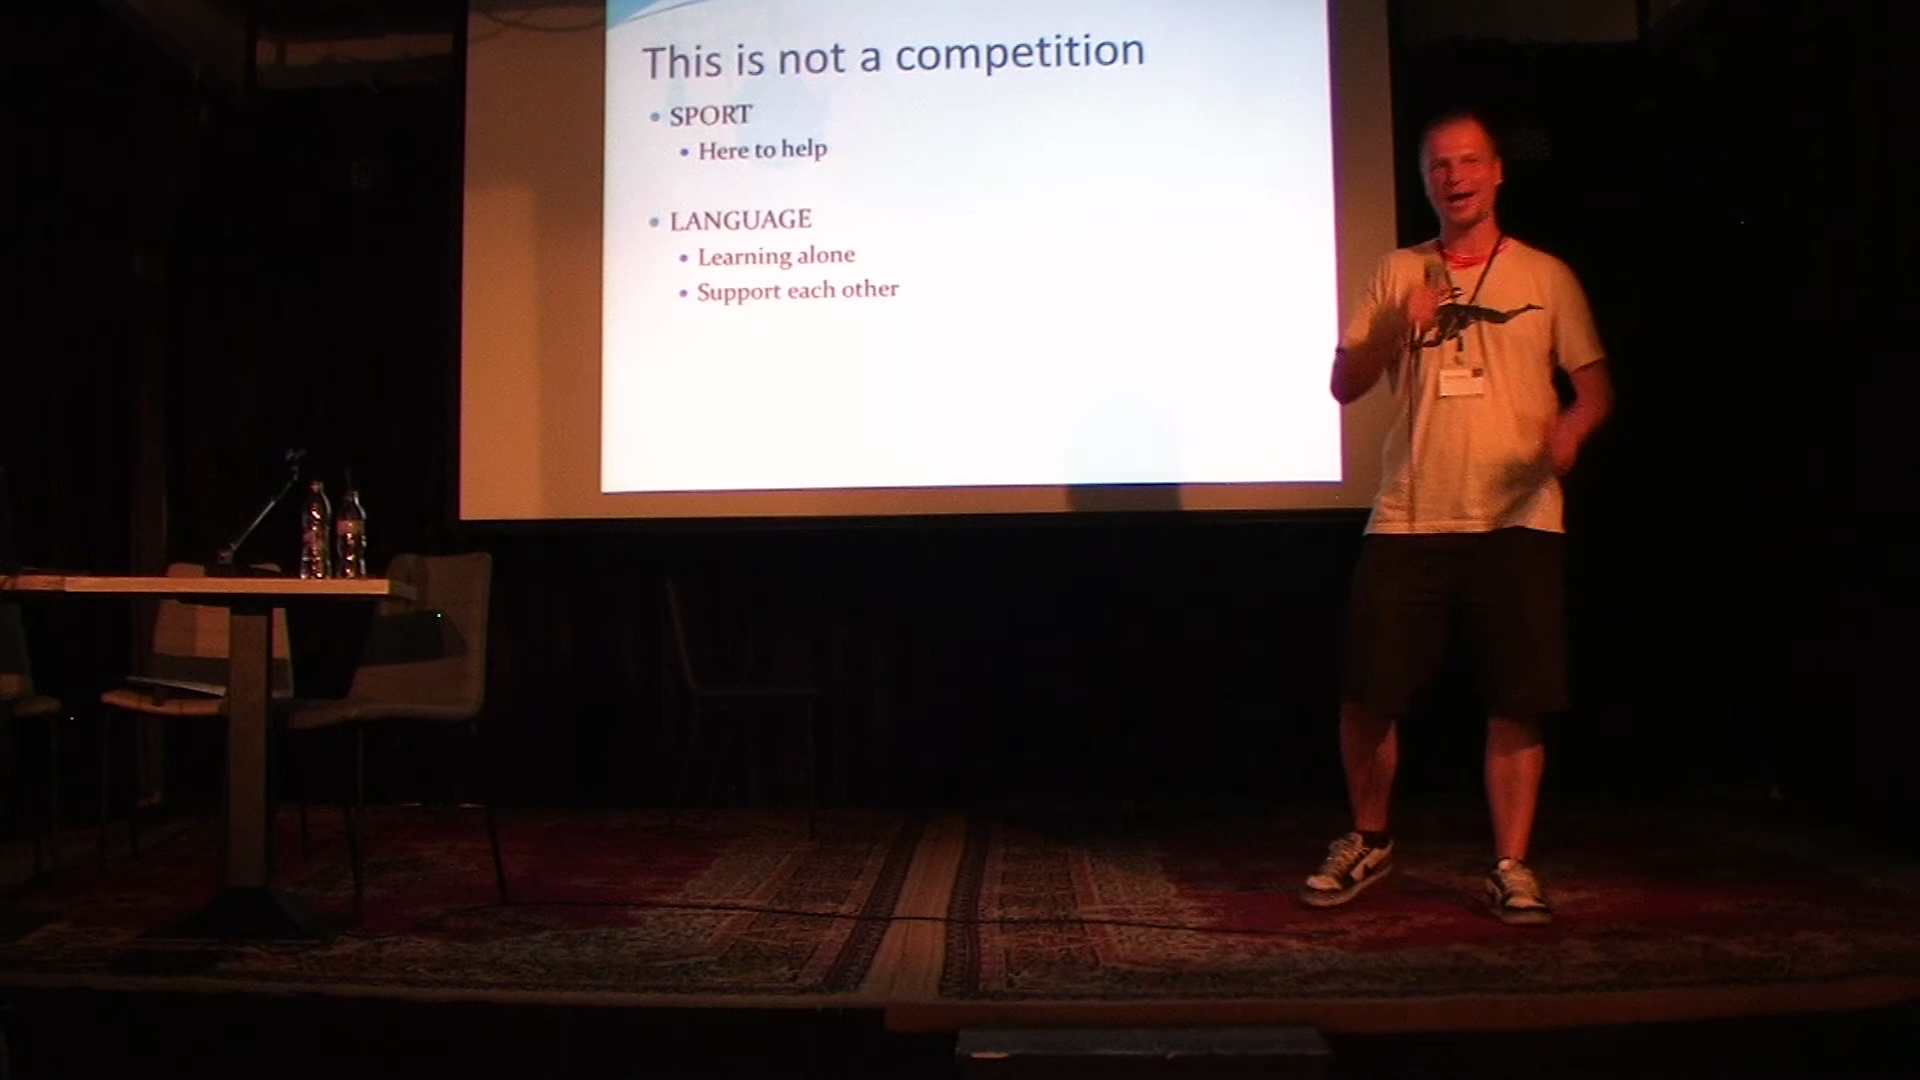 This is not a competition
SPORT
Here to help
LANGUAGE
Learning alone
Support each other